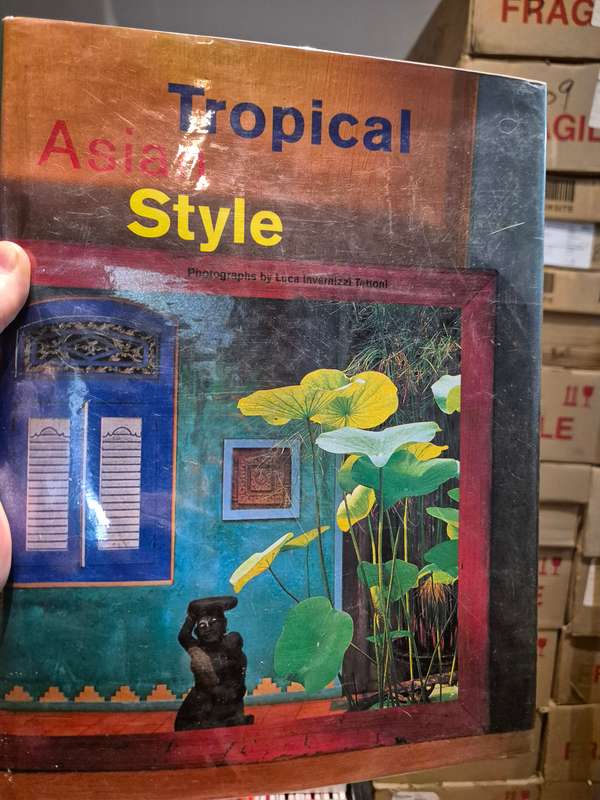 Tropical
Asian
Style
Photographs by Luca Invernizzi Tettoni
FRAG
AGIL
LE